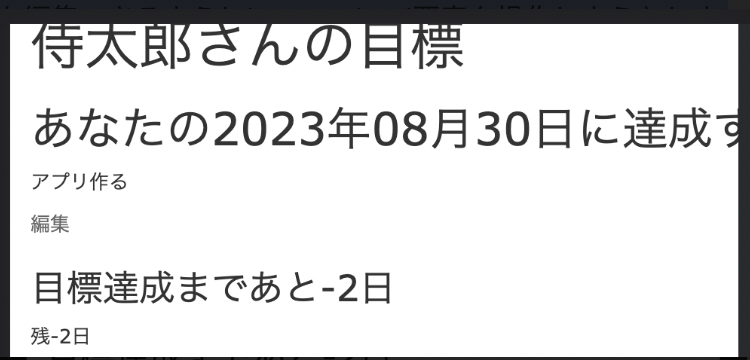 侍太郎さんの目標
あなたの2023年08月30日に達成す
アプリ作る
編集
目標達成まであと-2日
残-2日